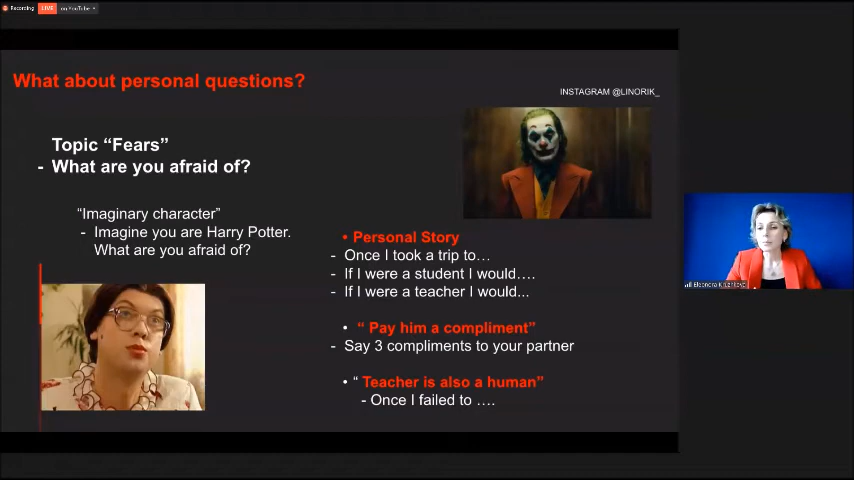 Recording
LIVE
on YouTube
What about personal questions?
INSTAGRAM @LINORIK_
Topic “Fears”
- What are you afraid of?
“Imaginary character”
- Imagine you are Harry Potter.
What are you afraid of?
• Personal Story
- Once I took a trip to…
- If I were a student I would….
- If I were a teacher I would...
• “ Pay him a compliment”
- Say 3 compliments to your partner
• “ Teacher is also a human”
- Once I failed to ….
Eleonora